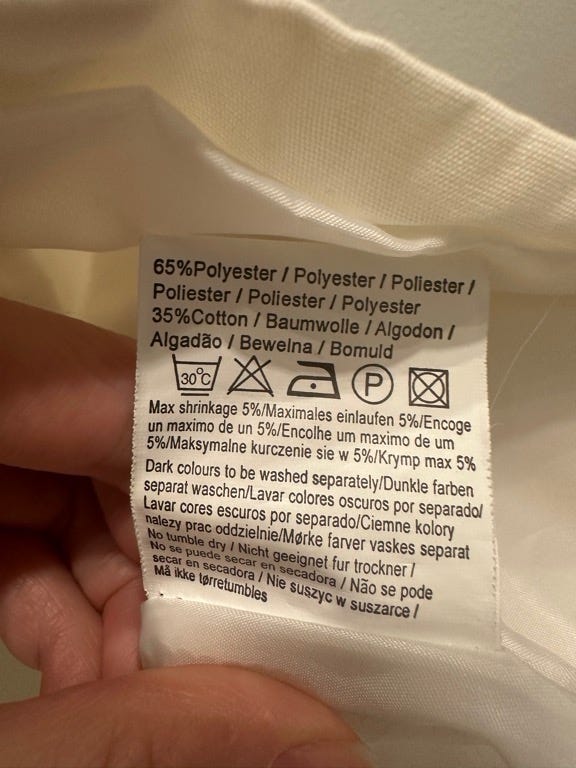 65%Polyester / Polyester / Poliester /
Poliester / Poliester / Polyester
35%Cotton / Baumwolle / Algodon /
Algadão / Bewelna / Bomuld
30°C P
Max shrinkage 5%/Maximales einlaufen 5%/Encoge
un maximo de un 5%/Encolhe um maximo de um
5%/Maksymalne kurczenie sie w 5%/Krymp max 5%
Dark colours to be washed separately/Dunkle farben
separat waschen/Lavar colores oscuros por separado/
Lavar cores escuros por separado/Ciemne kolory
nalezy prac oddzielnie/Mørke farver vaskes separat
No tumble dry / Nicht geeignet fur trockner /
No se puede secar en secadora / Não se pode
secar en secadora / Nie suszyc w suszarce /
Må ikke tørretumbles